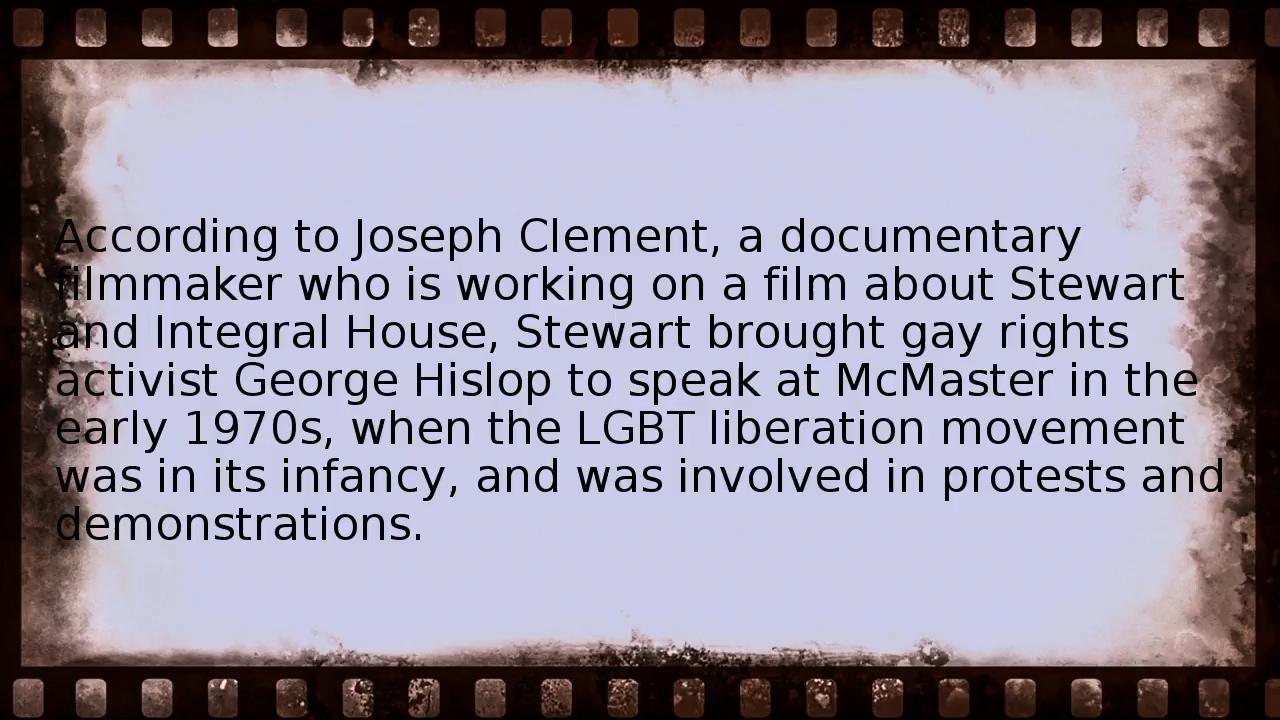 According to Joseph Clement, a documentary
filmmaker who is working on a film about Stewart
and Integral House, Stewart brought gay rights
activist George Hislop to speak at McMaster in the
early 1970s, when the LGBT liberation movement
was in its infancy, and was involved in protests and
demonstrations.